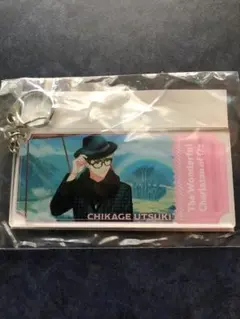 CHIKAGE UTSUKI
The Wonderful
Charlatan of Oz